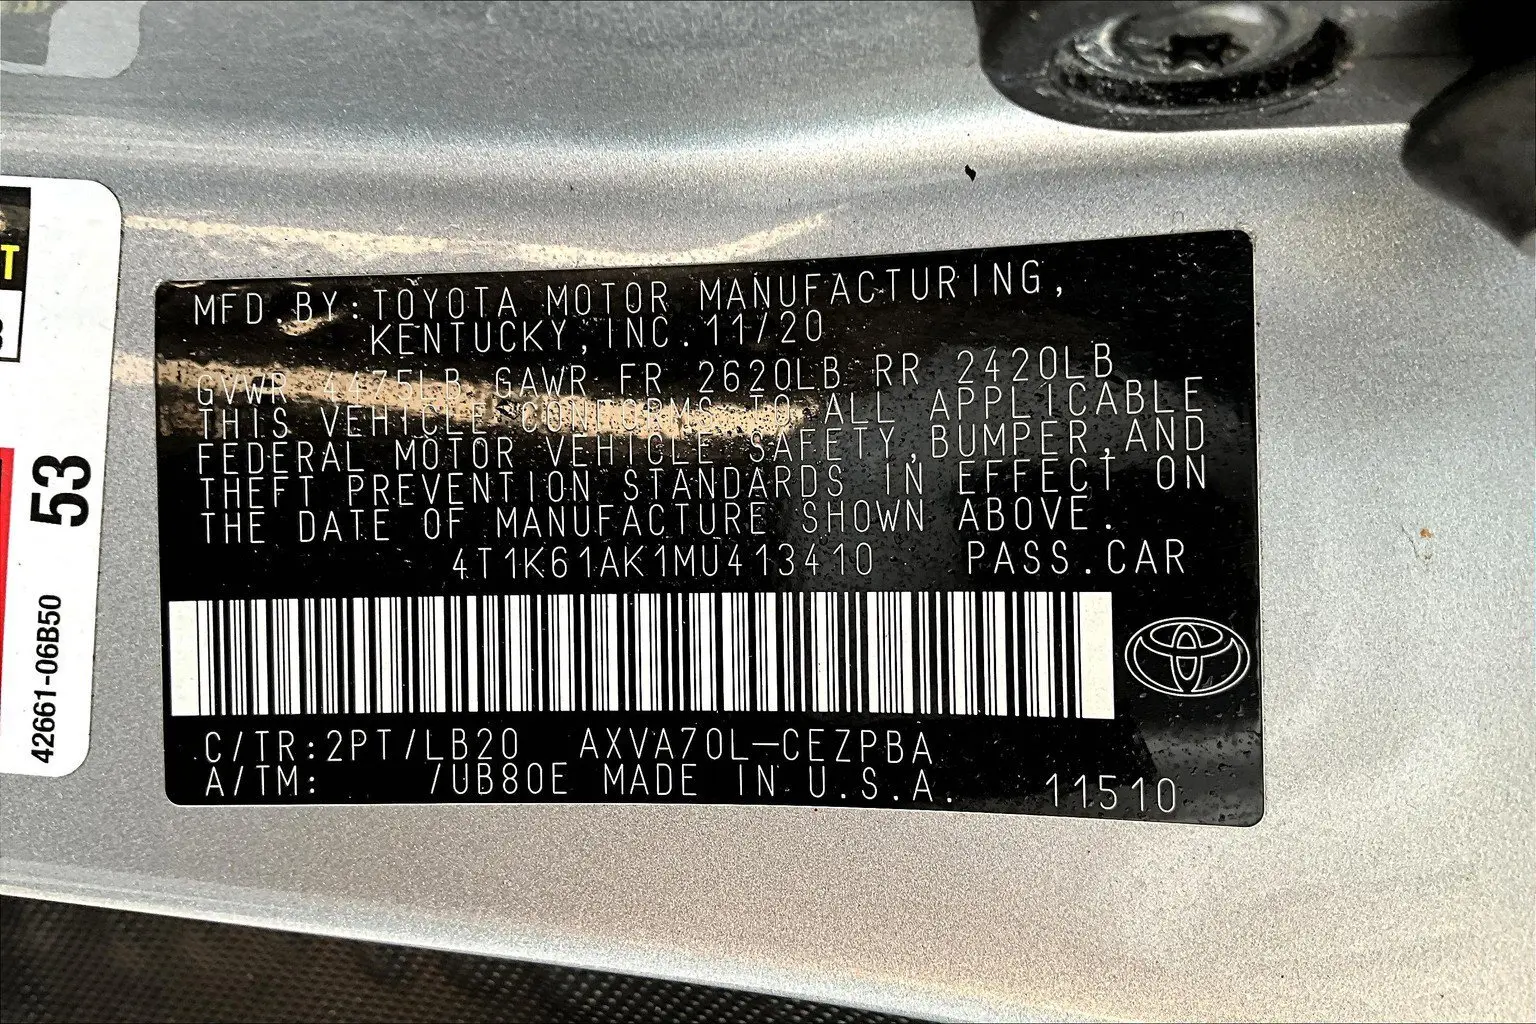 MFD.BY:TOYOTA MOTOR MANUFACTURING,
KENTUCKY,INC.11/20
GVWR 4475LB GAWR FR 2620LB RR 2420LB
THIS VEHICLE CONFORMS TO ALL APPLICABLE
FEDERAL MOTOR VEHICLE SAFETY,BUMPER,AND
THEFT PREVENTION STANDARDS IN EFFECT ON
THE DATE OF MANUFACTURE SHOWN ABOVE.
4T1K61AK1MU413410 PASS.CAR
C/TR:2PT/LB20 AXVA70L-CEZPBA
A/TM: /UB80E MADE IN U.S.A. 11510
T
53
42661-06B50